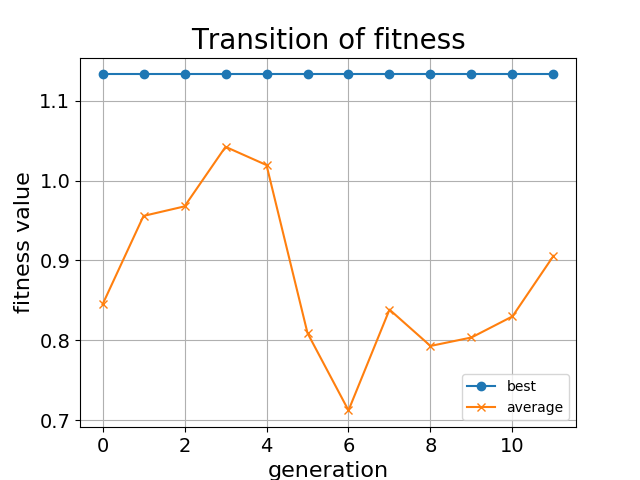 Transition of fitness
fitness value
1.1
1.0
0.9
0.8
0.7
best
average
0 2 4 6 8 10
generation